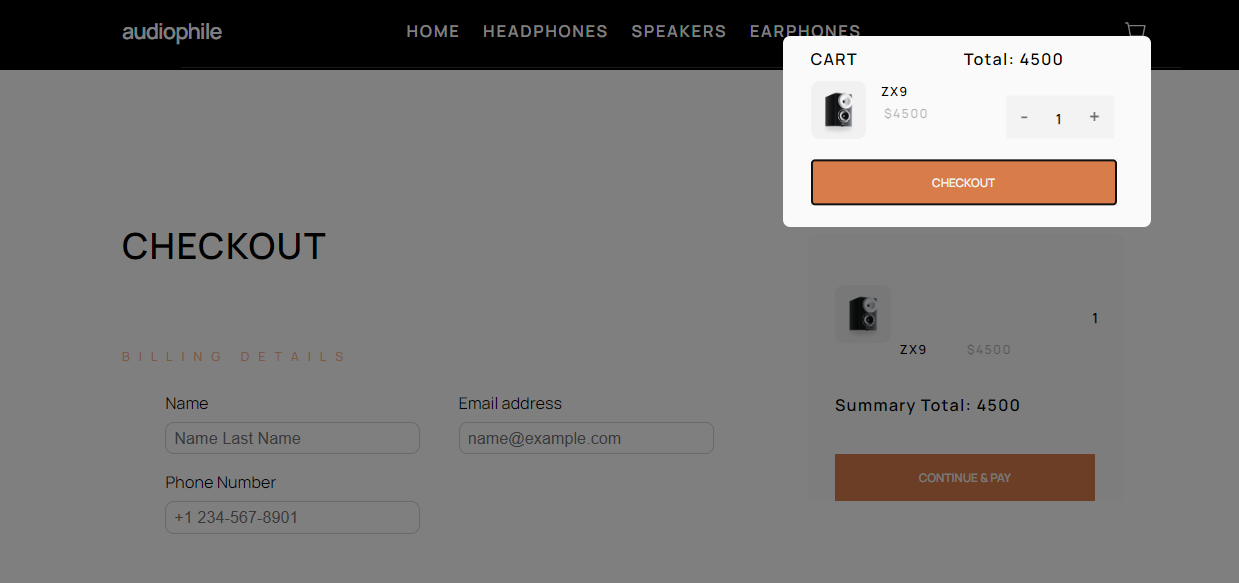 audiophile HOME HEADPHONES SPEAKERS EARPHONES
CART Total: 4500
ZX9
$4500
- 1 +
CHECKOUT
CHECKOUT
1
ZX9 $4500
BILLING DETAILS
Name Email address
Name Last Name name@example.com
Summary Total: 4500
Phone Number
CONTINUE & PAY
+1 234-567-8901